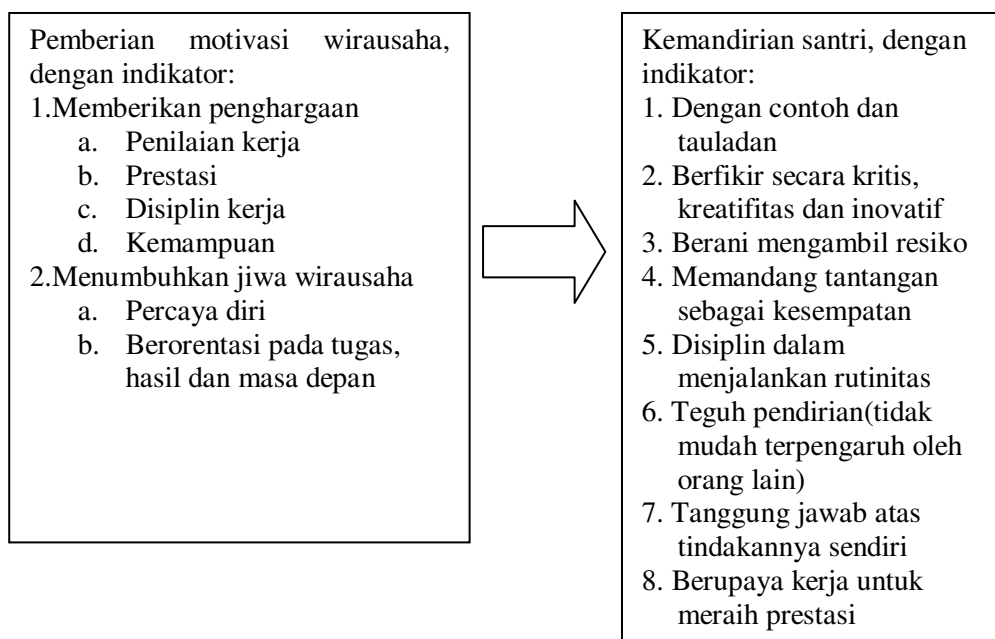 Pemberian motivasi wirausaha,
dengan indikator:
1.Memberikan penghargaan
a. Penilaian kerja
b. Prestasi
c. Disiplin kerja
d. Kemampuan
2.Menumbuhkan jiwa wirausaha
a. Percaya diri
b. Berorentasi pada tugas,
hasil dan masa depan
Kemandirian santri, dengan
indikator:
1. Dengan contoh dan
tauladan
2. Berfikir secara kritis,
kreatifitas dan inovatif
3. Berani mengambil resiko
4. Memandang tantangan
sebagai kesempatan
5. Disiplin dalam
menjalankan rutinitas
6. Teguh pendirian(tidak
mudah terpengaruh oleh
orang lain)
7. Tanggung jawab atas
tindakannya sendiri
8. Berupaya kerja untuk
meraih prestasi